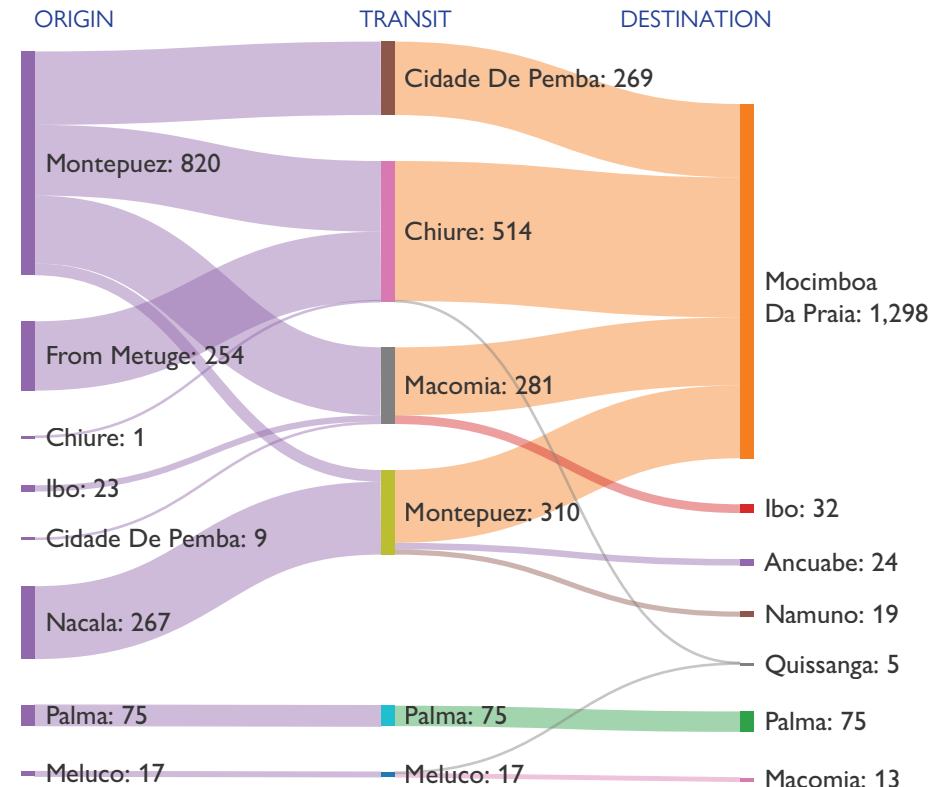 ORIGIN
TRANSIT
DESTINATION
Montepuez: 820
From Metuge: 254
Chiure: 1
Ibo: 23
Cidade De Pemba: 9
Nacala: 267
Palma: 75
Meluco: 17
Cidade De Pemba: 269
Chiure: 514
Macomia: 281
Montepuez: 310
Palma: 75
Meluco: 17
Mocimboa
Da Praia: 1,298
Ibo: 32
Ancuabe: 24
Namuno: 19
Quissanga: 5
Palma: 75
Macomia: 13